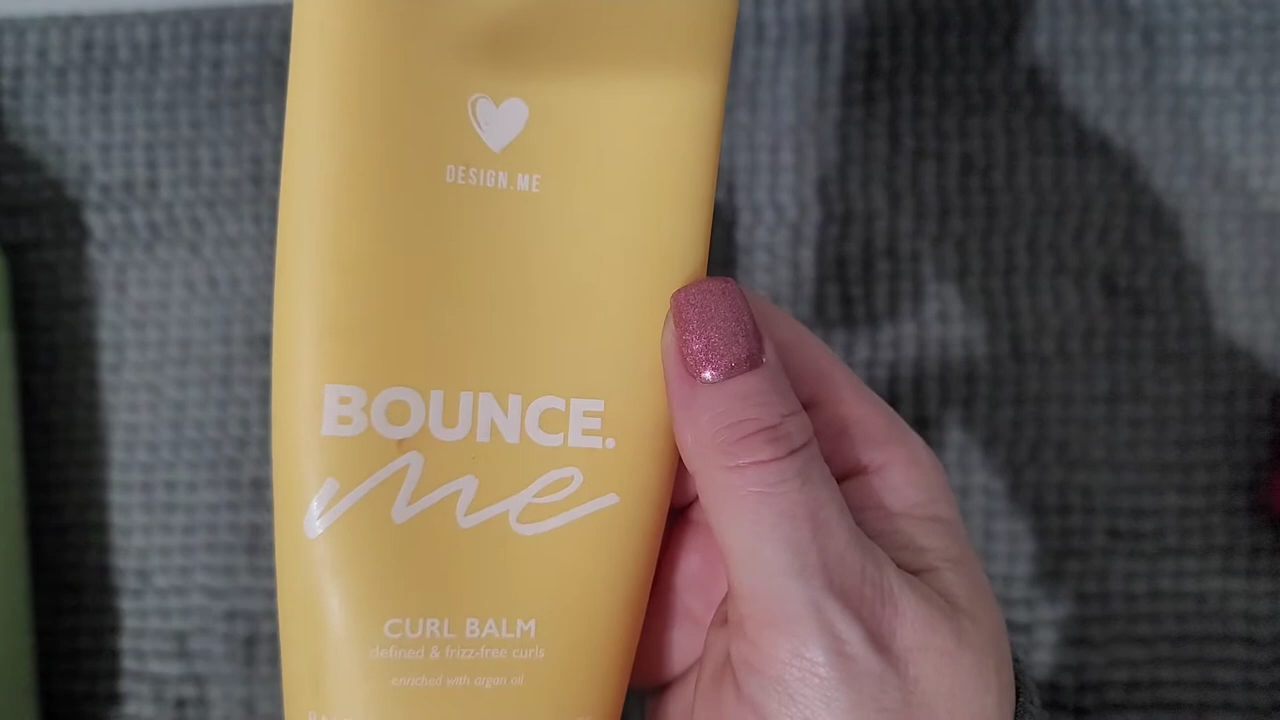 DESIGN.ME
BOUNCE.
me
CURL BALM
defined & frizz-free curls
enriched with argan oil